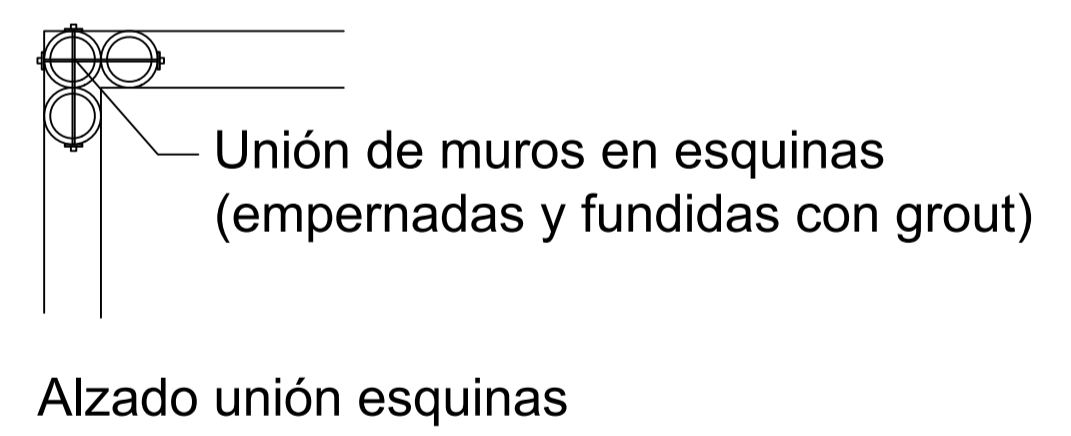 Unión de muros en esquinas
(empernadas y fundidas con grout)
Alzado unión esquinas